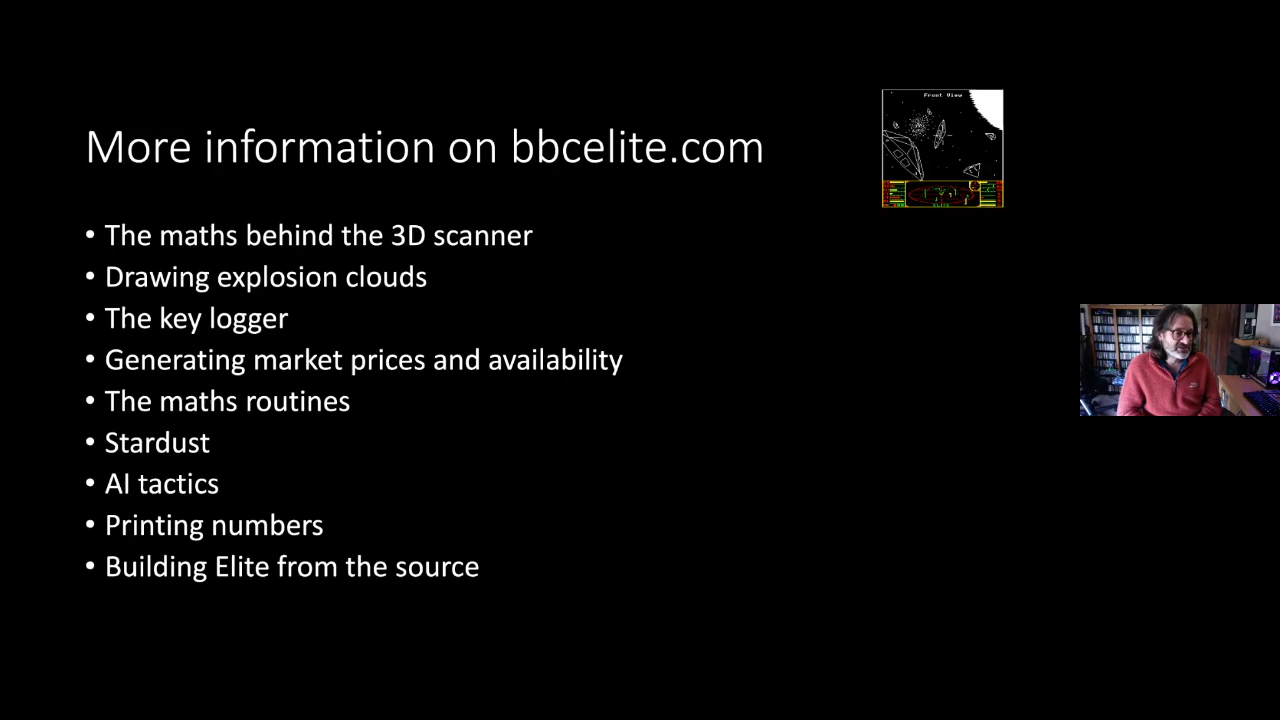 More information on bbcelite.com
Front View
• The maths behind the 3D scanner
• Drawing explosion clouds
• The key logger
• Generating market prices and availability
• The maths routines
• Stardust
• AI tactics
• Printing numbers
• Building Elite from the source
ELITE